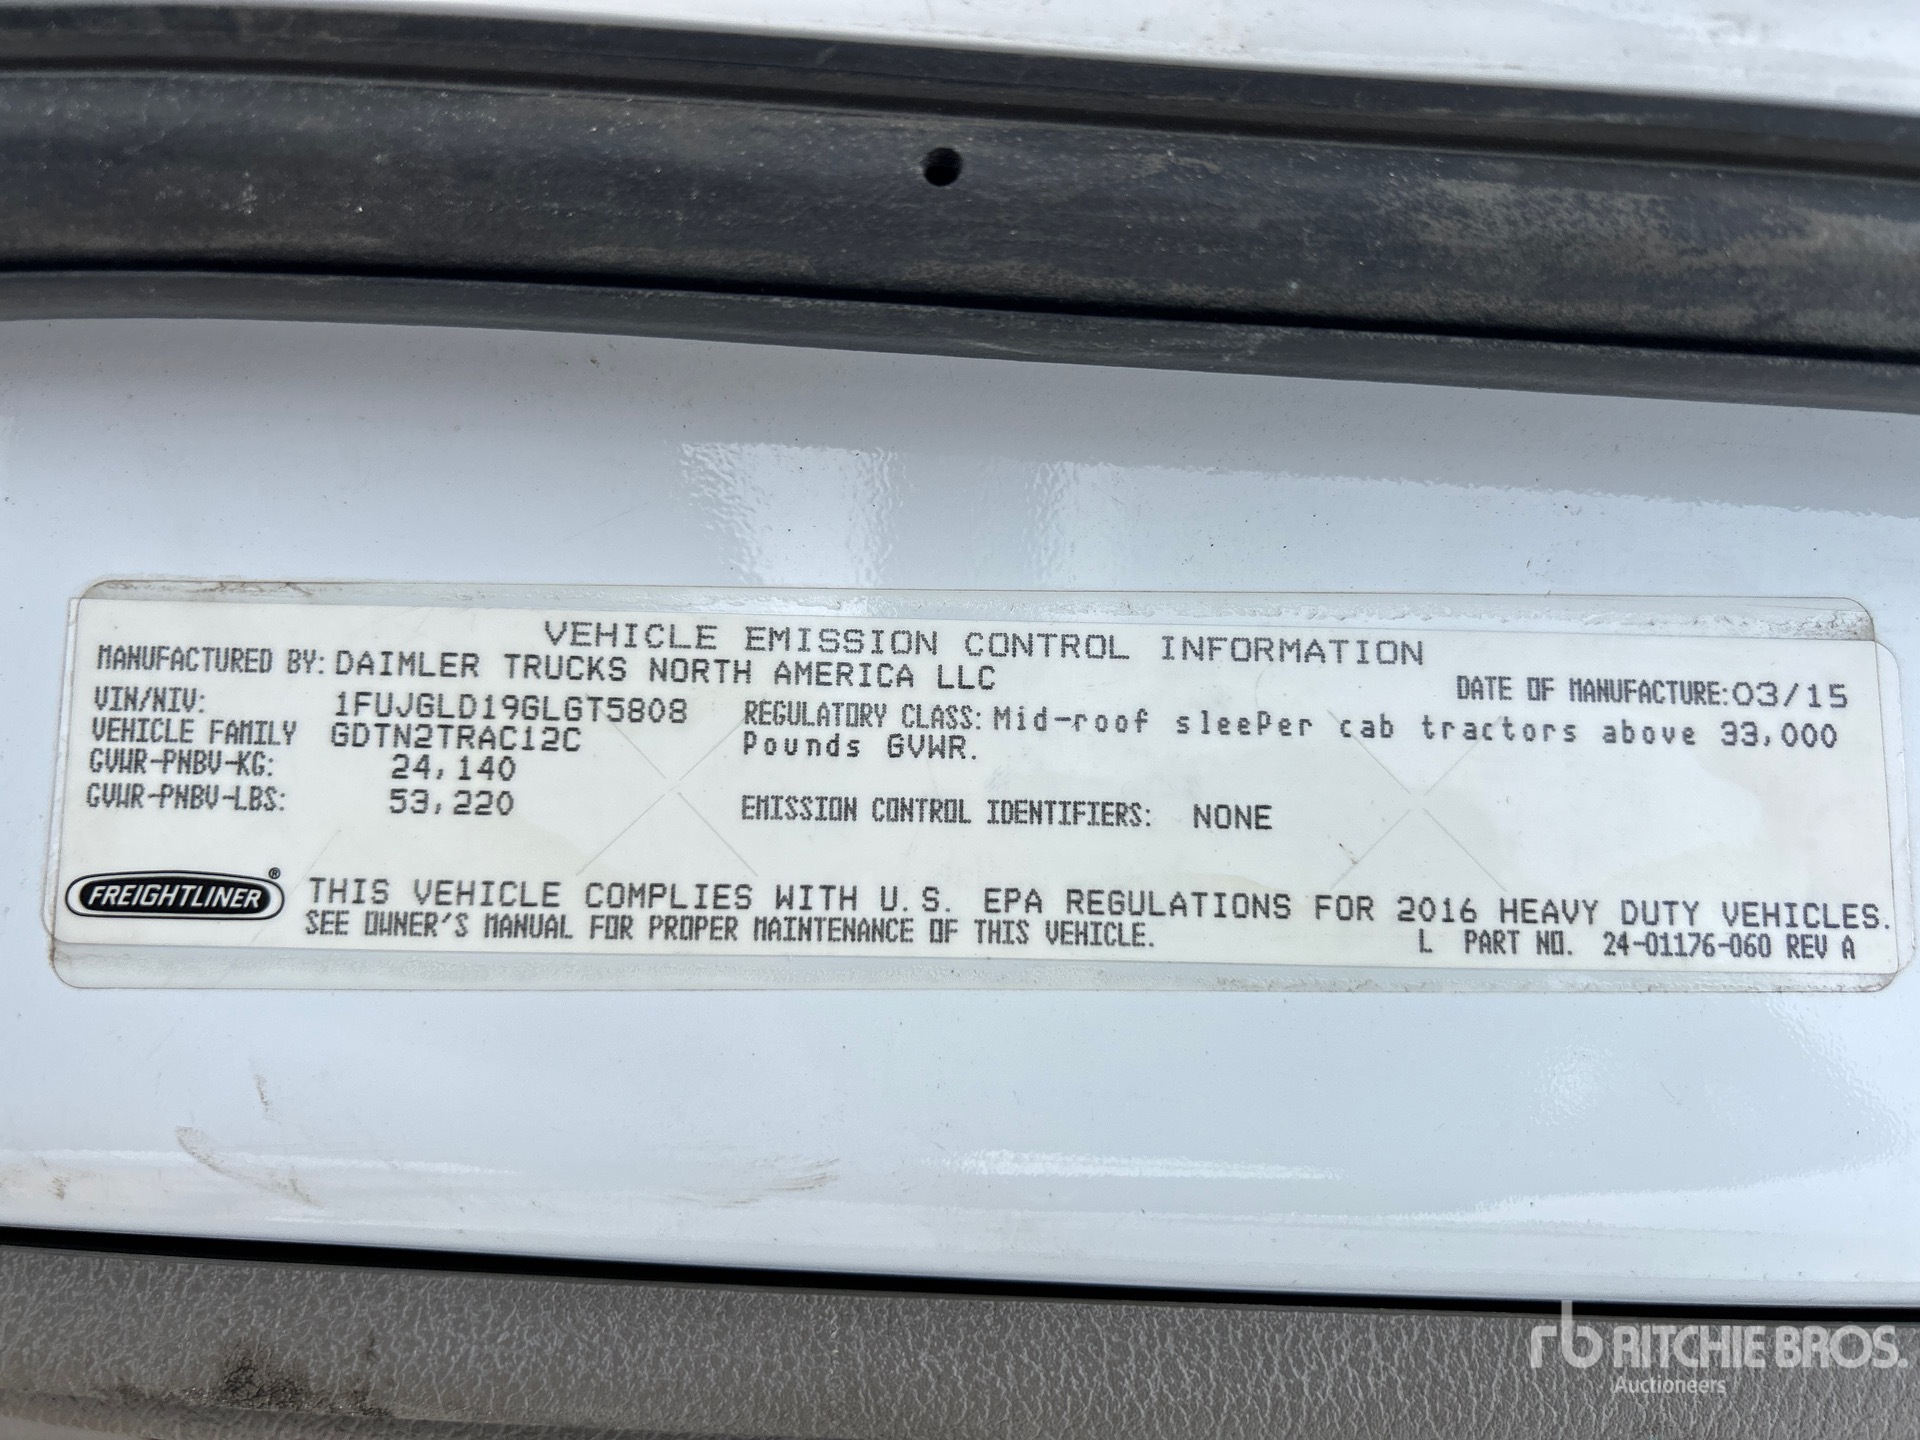 VEHICLE EMISSION CONTROL INFORMATION
MANUFACTURED BY: DAIMLER TRUCKS NORTH AMERICA LLC
DATE OF MANUFACTURE: 03/15
VIN/NIV: 1FUJGLD19GLGT5808
REGULATORY CLASS: Mid-roof sleePer cab tractors above 33,000
VEHICLE FAMILY GDTN2TRAC12C
Pounds GVWR.
GVWR-PNBV-KG: 24,140
GVWR-PNBV-LBS: 53,220
EMISSION CONTROL IDENTIFIERS: NONE
FREIGHTLINER®
THIS VEHICLE COMPLIES WITH U.S. EPA REGULATIONS FOR 2016 HEAVY DUTY VEHICLES.
SEE OWNER'S MANUAL FOR PROPER MAINTENANCE OF THIS VEHICLE.
L PART NO. 24-01176-060 REV A
rb RITCHIE BROS.
Auctioneers